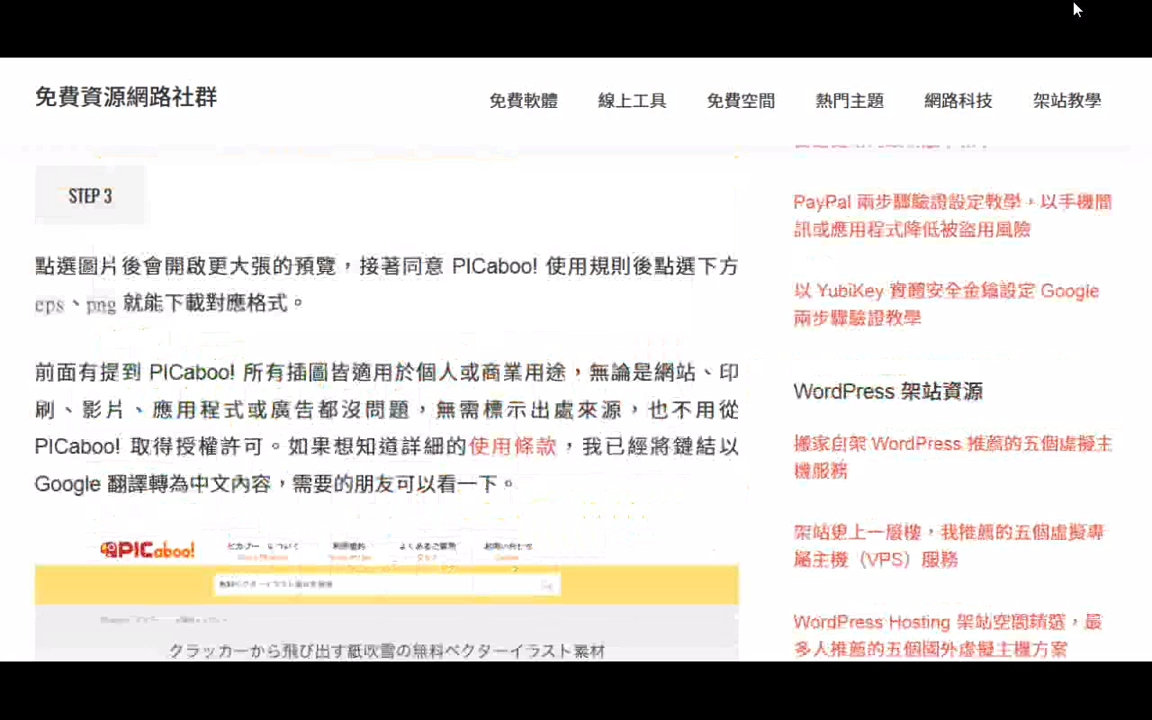 免費資源網路社群
免費軟體 線上工具 免費空間 熱門主題 網路科技 架站教學
STEP 3
點選圖片後會開啟更大張的預覽，接著同意 PICaboo! 使用規則後點選下方
eps、png 就能下載對應格式。
前面有提到 PICaboo! 所有插圖皆適用於個人或商業用途，無論是網站、印
刷、影片、應用程式或廣告都沒問題，無需標示出處來源，也不用從
PICaboo! 取得授權許可。如果想知道詳細的使用條款，我已經將鏈結以
Google 翻譯轉為中文內容，需要的朋友可以看一下。
PICaboo!
クラッカーから飛び出す紙吹雪の無料ベクターイラスト素材
PayPal 兩步驟驗證設定教學，以手機簡
訊或應用程式降低被盜用風險
以 YubiKey 實體安全金鑰設定 Google
兩步驟驗證教學
WordPress 架站資源
搬家自架 WordPress 推薦的五個虛擬主
機服務
架站更上一層樓，我推薦的五個虛擬專
屬主機（VPS）服務
WordPress Hosting 架站空間精選，最
多人推薦的五個國外虛擬主機方案